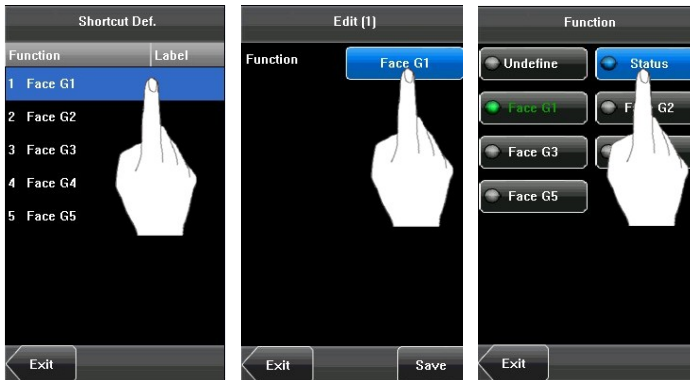 Shortcut Def.
Function Label
1 Face G1
2 Face G2
3 Face G3
4 Face G4
5 Face G5
Exit
Edit (1)
Function Face G1
Exit Save
Function
Undefine Status
Face G1 G2
Face G3
Face G5
Exit